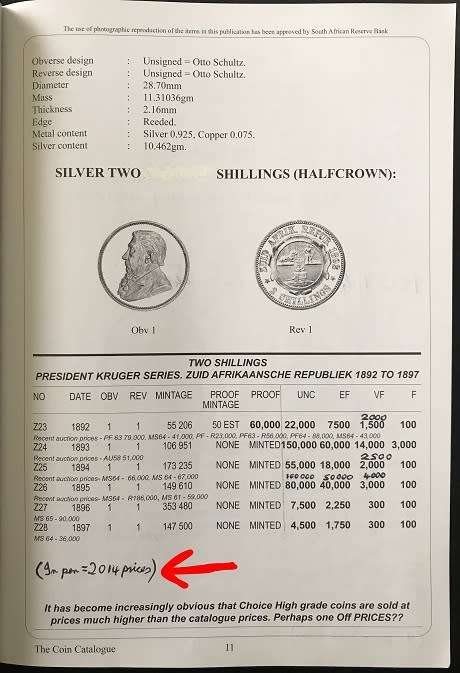 The use of photographic reproduction of the items in this publication has been approved by South African Reserve Bank
Obverse design : Unsigned = Otto Schultz.
Reverse design : Unsigned = Otto Schultz.
Diameter : 28.70mm
Mass : 11.31036gm
Thickness : 2.16mm
Edge : Reeded.
Metal content : Silver 0.925, Copper 0.075.
Silver content : 10.462gm.
SILVER TWO SHILLINGS (HALFCROWN):
ZUID AFRIK. REPUB.
2 SHILLINGS
Obv 1 Rev 1
TWO SHILLINGS
PRESIDENT KRUGER SERIES. ZUID AFRIKAANSCHE REPUBLIEK 1892 TO 1897
NO DATE OBV REV MINTAGE PROOF MINTAGE PROOF UNC EF VF F
2000
Z23 1892 1 1 55 206 50 EST 60,000 22,000 7500 1,500 100
Recent auction prices - PF 63 79,000, MS64 - 41,000, PF - R23,000, PF63 - R56,000, PF64 - 88,000, MS64 - 43,000
Z24 1893 1 1 106 951 NONE MINTED 150,000 60,000 14,000 3,000
Recent auction prices - AU58 51,000
2500
Z25 1894 1 1 173 235 NONE MINTED 55,000 18,000 2,000 100
Recent auction prices- MS64 - 66,000, MS 64 - 67,000
100 000 50000 4000
Z26 1895 1 1 149 610 NONE MINTED 80,000 40,000 3,000 100
Recent auction prices- MS64 - R186,000, MS 61 - 59,000
Z27 1896 1 1 353 480 NONE MINTED 7,500 2,250 300 100
MS 65 - 90,000
Z28 1897 1 1 147 500 NONE MINTED 4,500 1,750 300 100
MS 64 - 36,000
(In pen = 2014 prices)
It has become increasingly obvious that Choice High grade coins are sold at
prices much higher than the catalogue prices. Perhaps one Off PRICES??
The Coin Catalogue 11